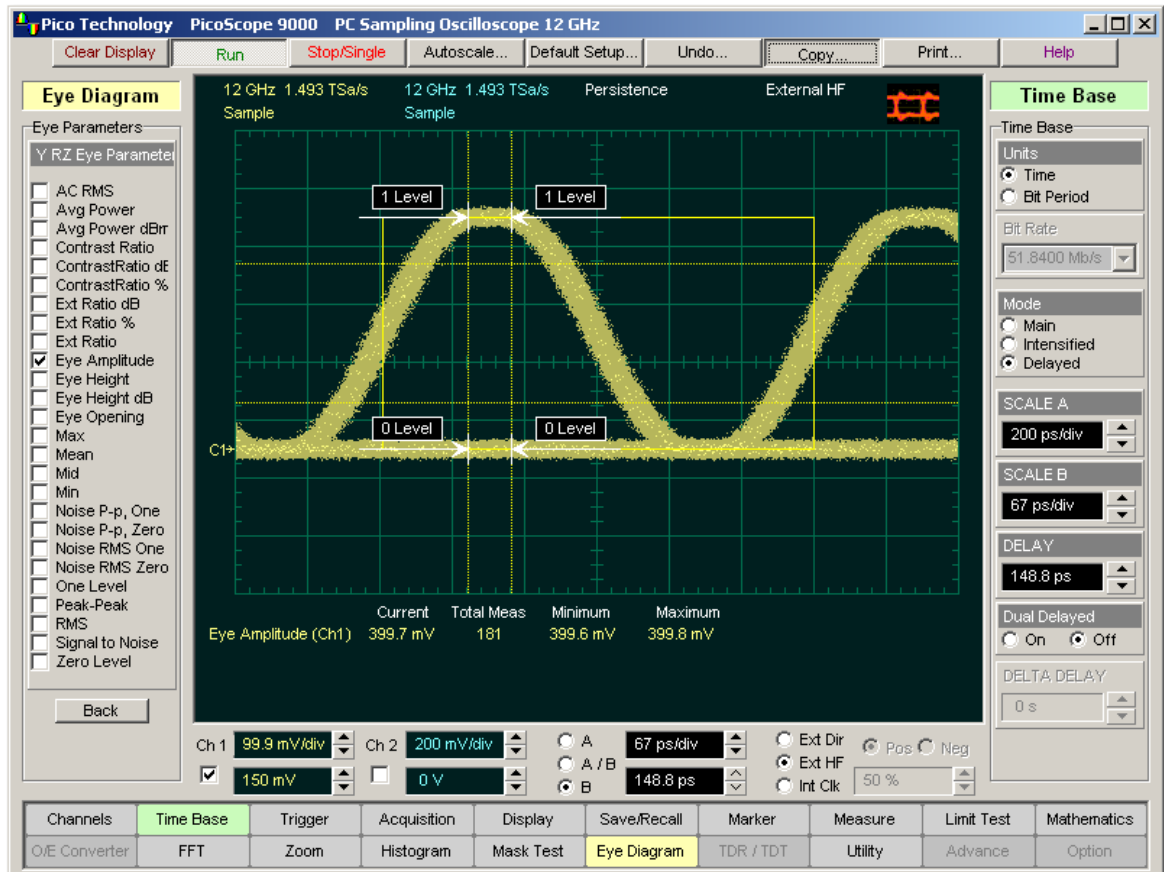 Pico Technology PicoScope 9000 PC Sampling Oscilloscope 12 GHz
Clear Display Run Stop/Single Autoscale... Default Setup... Undo... Copy... Print... Help
Eye Diagram
Eye Parameters
Y RZ Eye Parameter
AC RMS
Avg Power
Avg Power dBm
Contrast Ratio
ContrastRatio dB
ContrastRatio %
Ext Ratio dB
Ext Ratio %
Ext Ratio
Eye Amplitude
Eye Height
Eye Height dB
Eye Opening
Max
Mean
Mid
Min
Noise P-p, One
Noise P-p, Zero
Noise RMS One
Noise RMS Zero
One Level
Peak-Peak
RMS
Signal to Noise
Zero Level
Back
12 GHz 1.493 TSa/s 12 GHz 1.493 TSa/s Persistence External HF
Sample Sample
1 Level 1 Level
0 Level 0 Level
C1
Current Total Meas Minimum Maximum
Eye Amplitude (Ch1) 399.7 mV 181 399.6 mV 399.8 mV
Time Base
Time Base
Units
Time
Bit Period
Bit Rate
51.8400 Mb/s
Mode
Main
Intensified
Delayed
SCALE A
200 ps/div
SCALE B
67 ps/div
DELAY
148.8 ps
Dual Delayed
On Off
DELTA DELAY
0 s
Ch 1 99.9 mV/div Ch 2 200 mV/div A 67 ps/div Ext Dir Pos Neg
A / B Ext HF
150 mV 0 V B 148.8 ps Int Clk 50 %
Channels Time Base Trigger Acquisition Display Save/Recall Marker Measure Limit Test Mathematics
O/E Converter FFT Zoom Histogram Mask Test Eye Diagram TDR / TDT Utility Advance Option